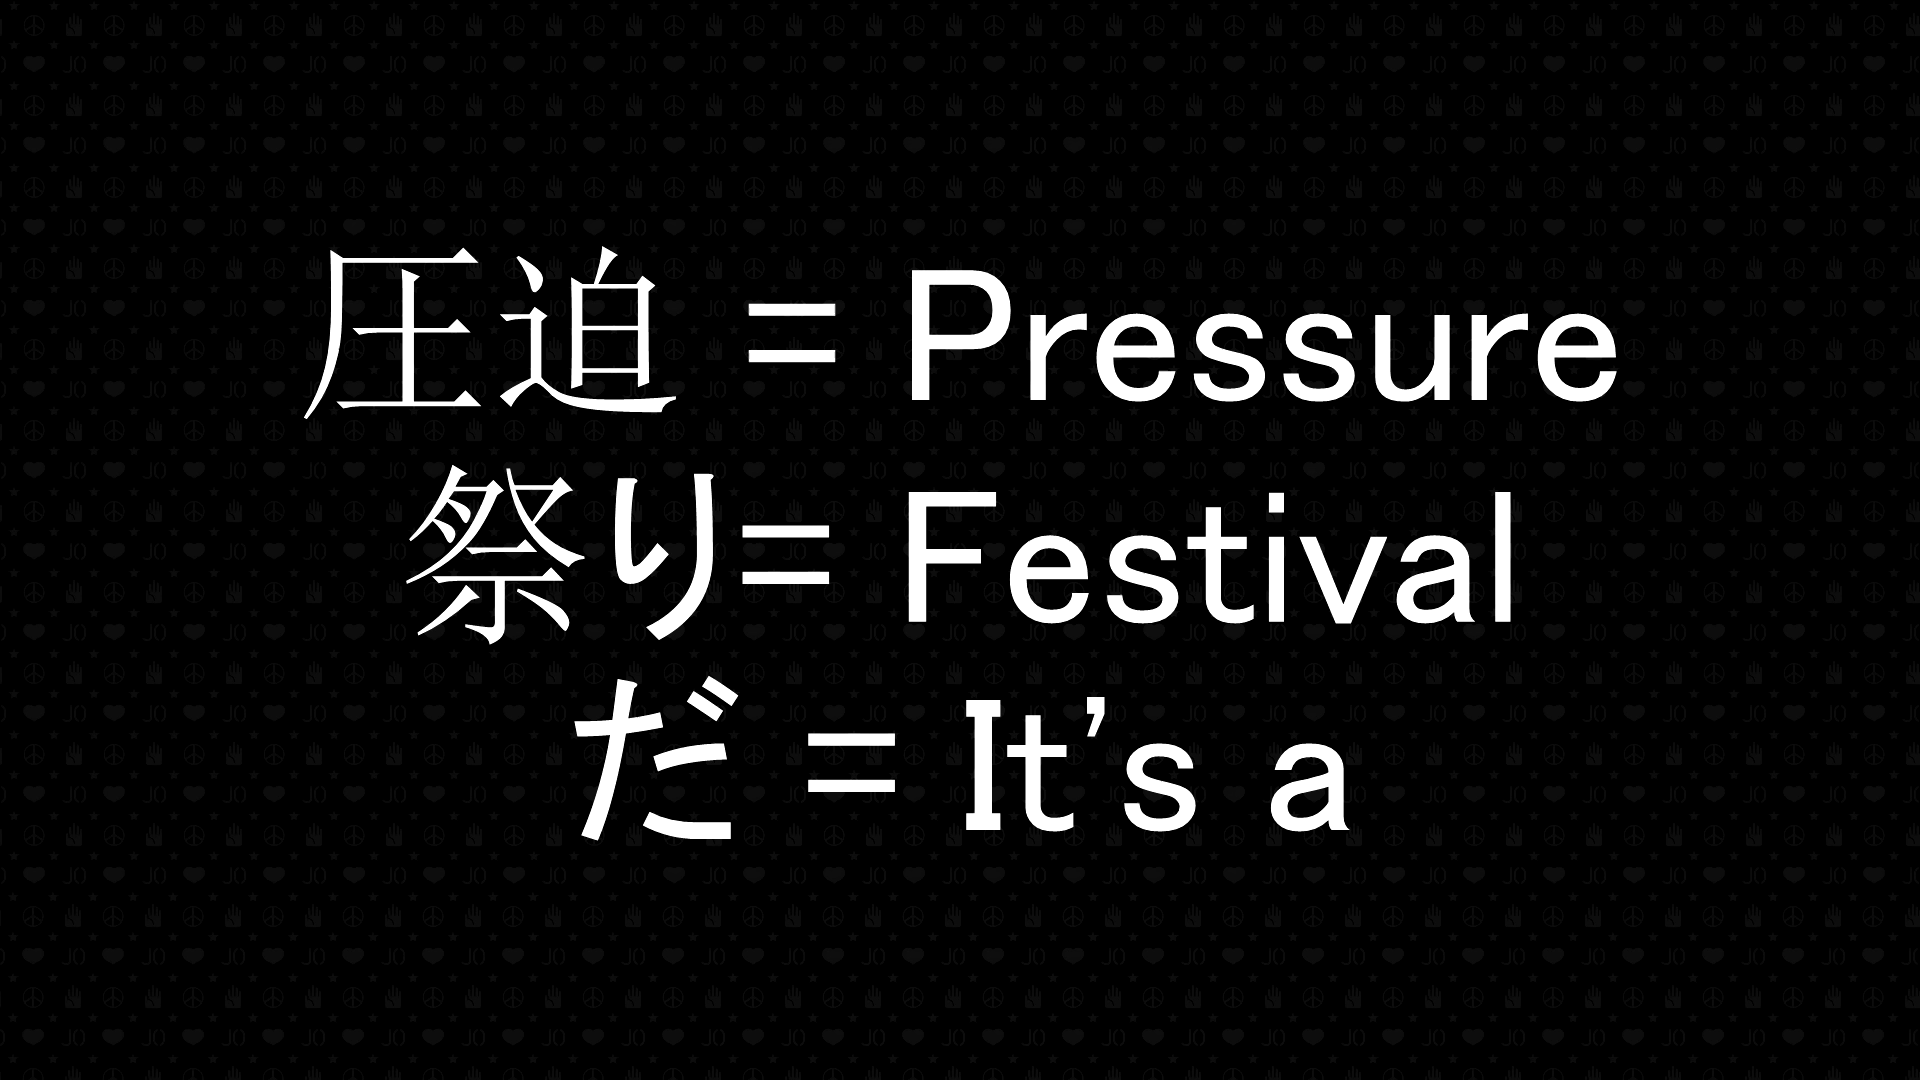 圧迫 = Pressure
祭り= Festival
だ = It's a